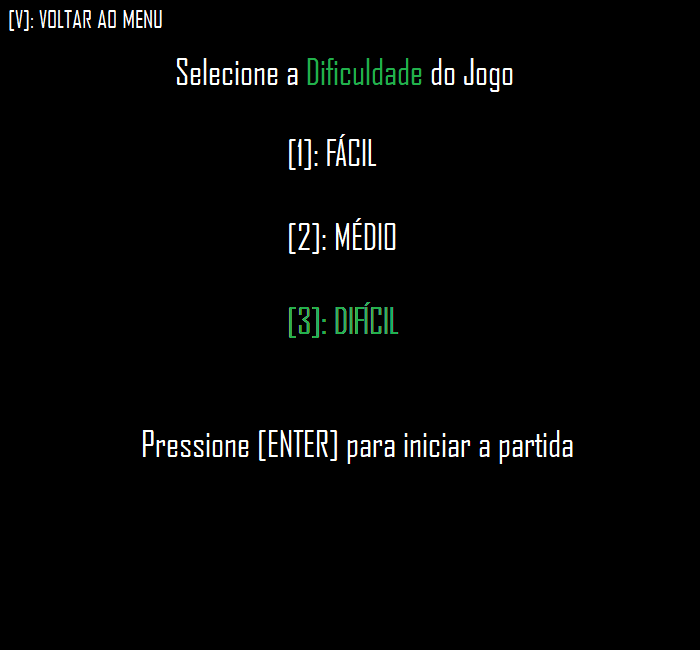 [V]: VOLTAR AO MENU
Selecione a Dificuldade do Jogo
[1]: FÁCIL
[2]: MÉDIO
[3]: DIFÍCIL
Pressione [ENTER] para iniciar a partida